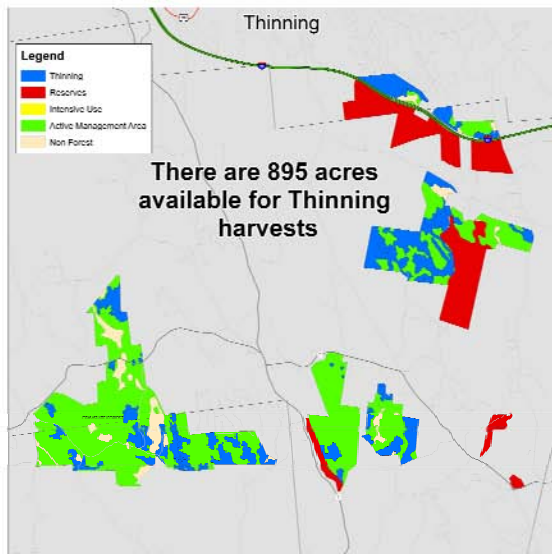 Thinning
Legend
Thinning
Reserves
Intensive Use
Active Management Area
Non Forest
There are 895 acres
available for Thinning
harvests